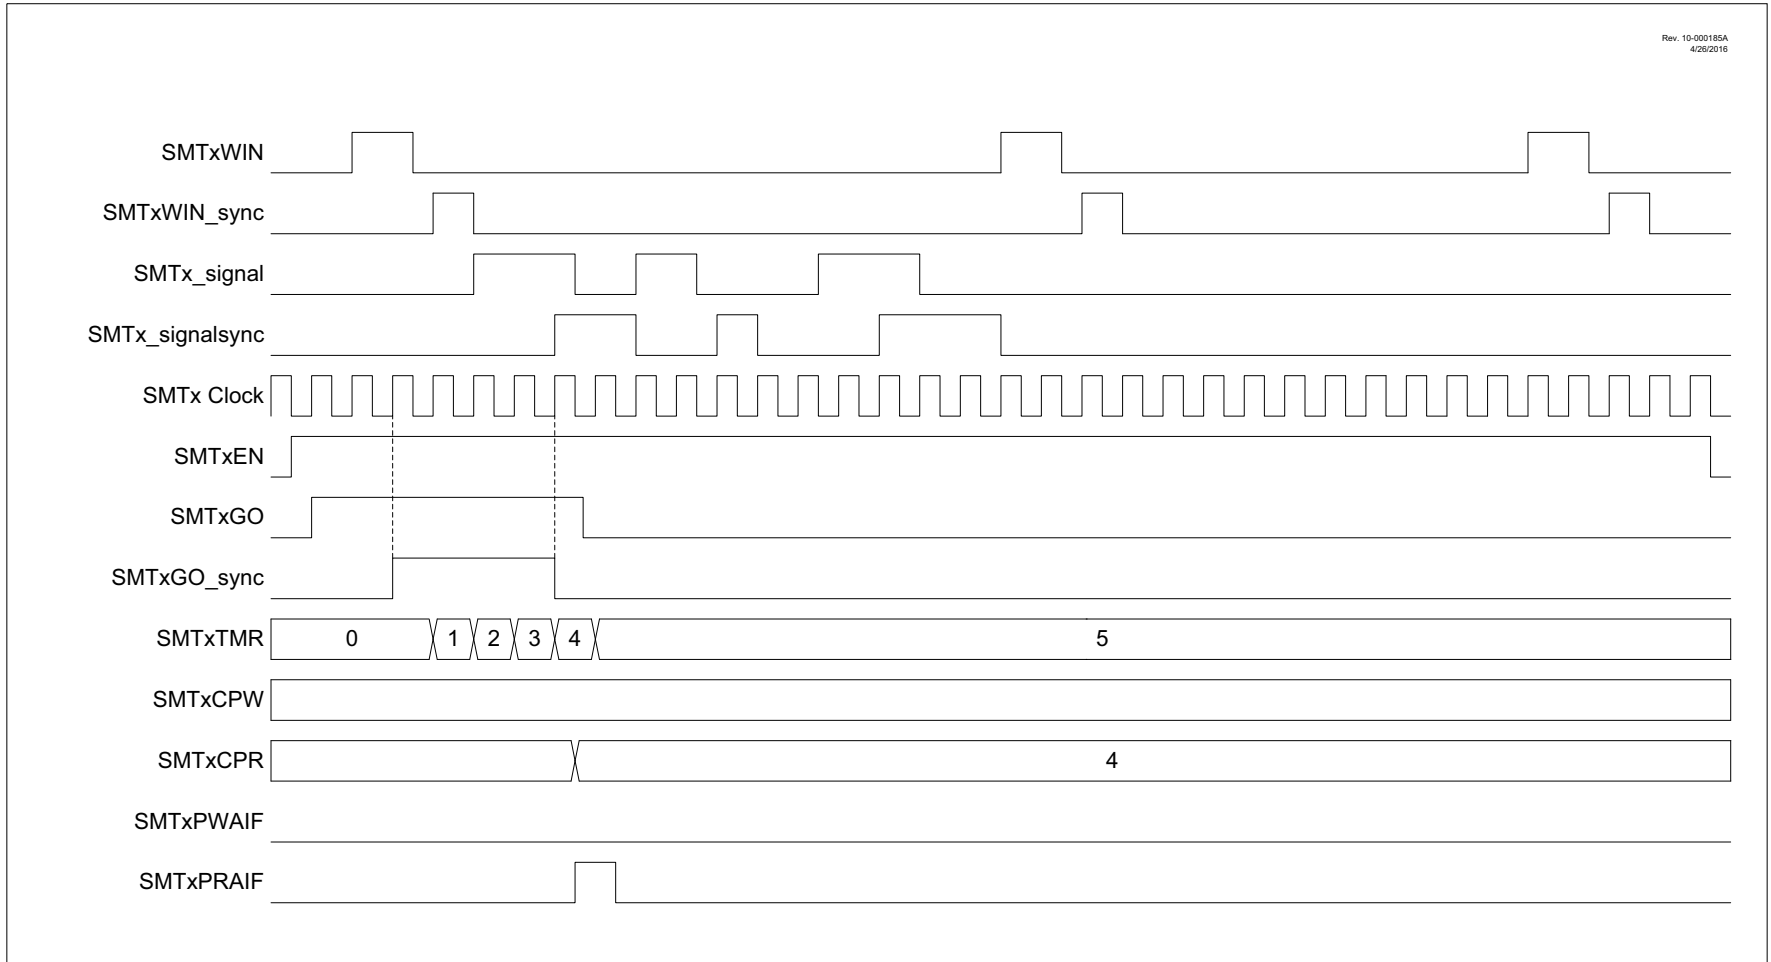 Rev. 10-000185A
4/26/2016
SMTxWIN
SMTxWIN_sync
SMTx_signal
SMTx_signalsync
SMTx Clock
SMTxEN
SMTxGO
SMTxGO_sync
SMTxTMR 0 1 2 3 4 5
SMTxCPW
SMTxCPR 4
SMTxPWAIF
SMTxPRAIF